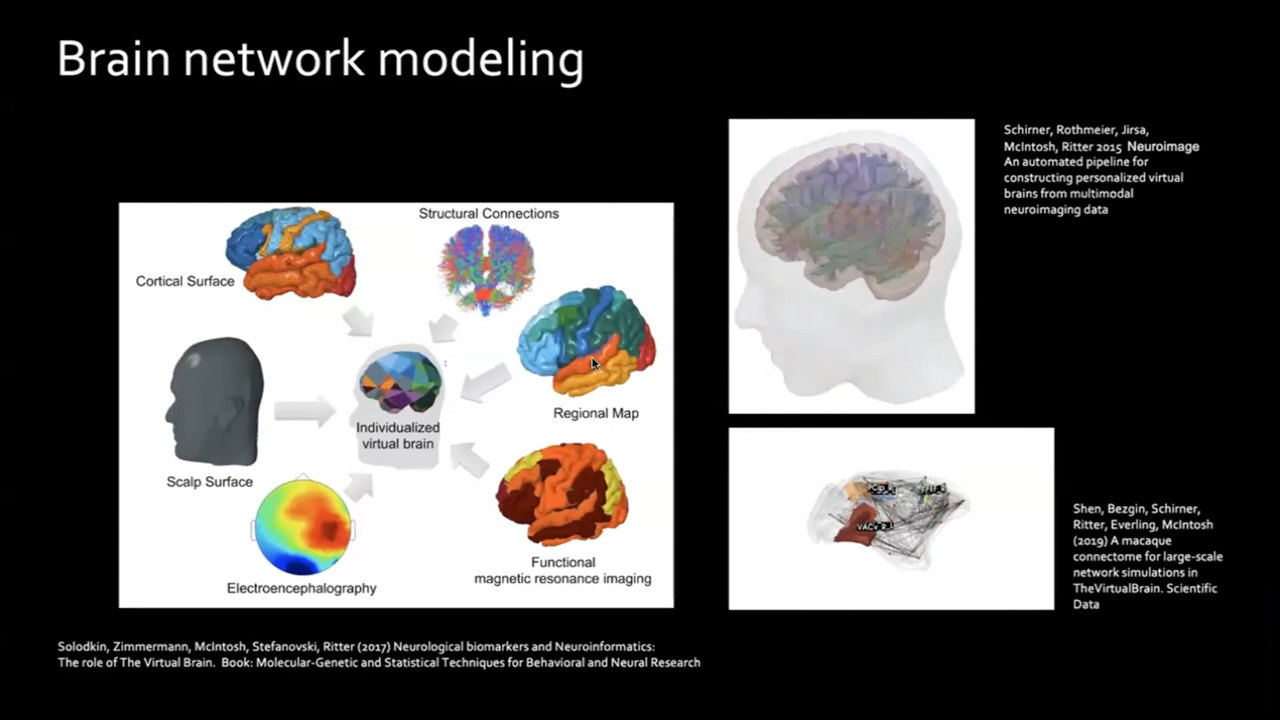 Brain network modeling
Structural Connections
Cortical Surface
Individualized
virtual brain
Regional Map
Scalp Surface
Functional
magnetic resonance imaging
Electroencephalography
Schirner, Rothmeier, Jirsa,
McIntosh, Ritter 2015 Neuroimage
An automated pipeline for
constructing personalized virtual
brains from multimodal
neuroimaging data
Shen, Bezgin, Schirner,
Ritter, Everling, McIntosh
(2019) A macaque
connectome for large-scale
network simulations in
TheVirtualBrain. Scientific
Data
Solodkin, Zimmermann, McIntosh, Stefanovski, Ritter (2017) Neurological biomarkers and Neuroinformatics:
The role of The Virtual Brain. Book: Molecular-Genetic and Statistical Techniques for Behavioral and Neural Research